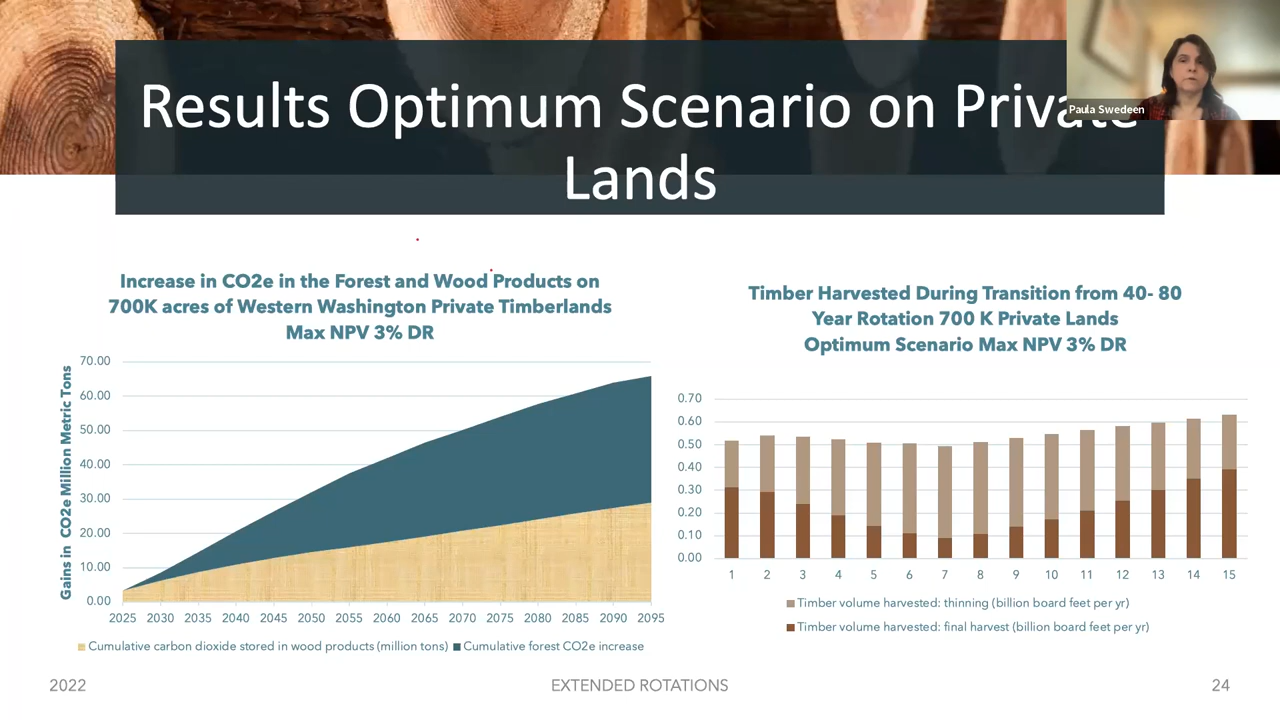 Results Optimum Scenario on Private
Lands
Paula Swedeen
Increase in CO2e in the Forest and Wood Products on
700K acres of Western Washington Private Timberlands
Max NPV 3% DR
Gains in CO2e Million Metric Tons
70.00
60.00
50.00
40.00
30.00
20.00
10.00
0.00
2025 2030 2035 2040 2045 2050 2055 2060 2065 2070 2075 2080 2085 2090 2095
Cumulative carbon dioxide stored in wood products (million tons) Cumulative forest CO2e increase
Timber Harvested During Transition from 40- 80
Year Rotation 700 K Private Lands
Optimum Scenario Max NPV 3% DR
0.70
0.60
0.50
0.40
0.30
0.20
0.10
0.00
1 2 3 4 5 6 7 8 9 10 11 12 13 14 15
Timber volume harvested: thinning (billion board feet per yr)
Timber volume harvested: final harvest (billion board feet per yr)
2022 EXTENDED ROTATIONS 24